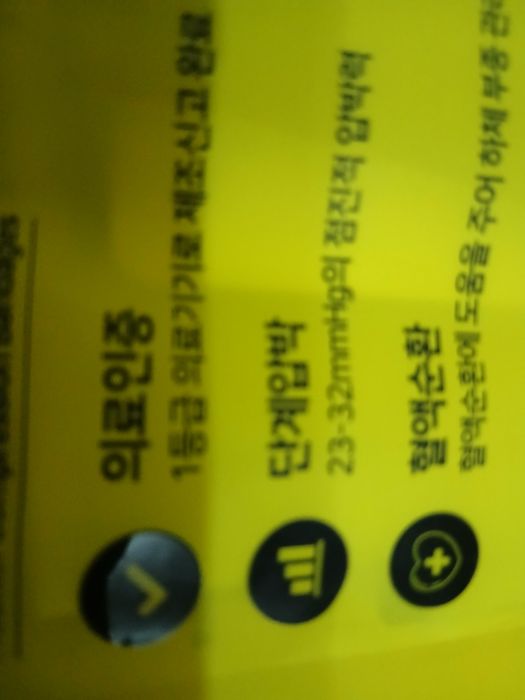 의료인증
1등급 의료기기로 제조신고 완료
단계압박
23-32mmHg의 점진적 압박력
혈액순환
혈액순환에 도움을 주어 하체 부종